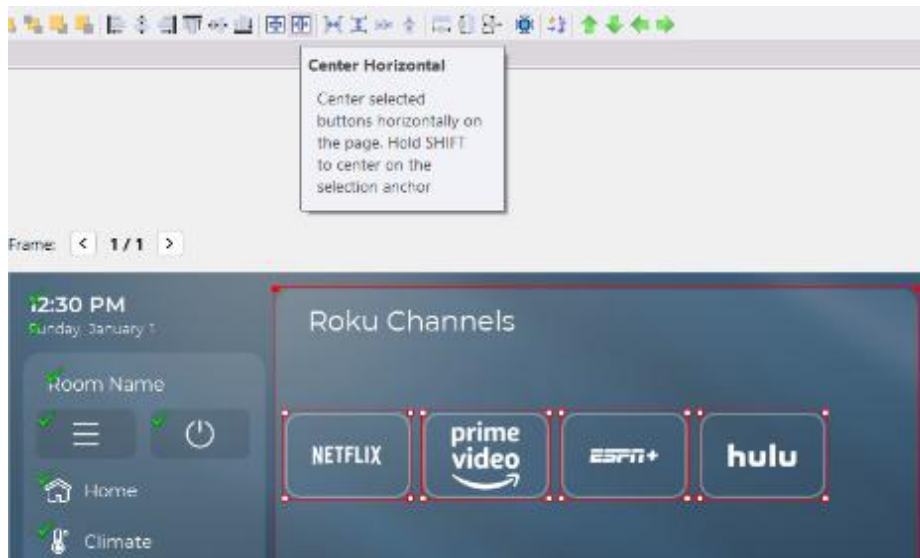 Center Horizontal
Center selected
buttons horizontally on
the page. Hold SHIFT
to center on the
selection anchor
Frame: < 1 / 1 >
12:30 PM
Sunday, January 1
Roku Channels
Room Name
NETFLIX
prime
video
ESPN+
hulu
Home
Climate